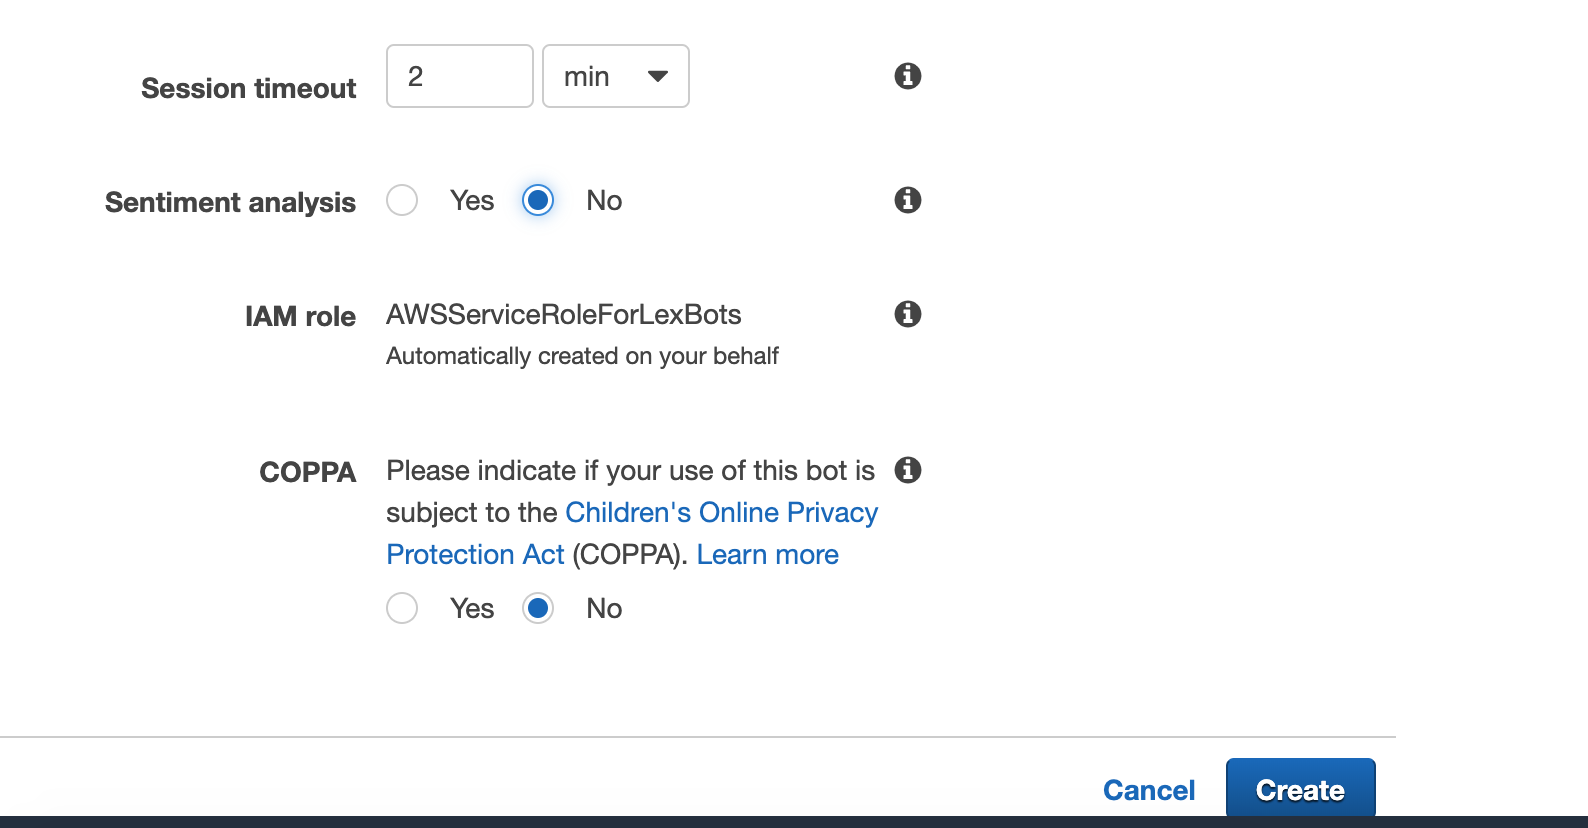 Session timeout 2 min
Sentiment analysis Yes No
IAM role AWSServiceRoleForLexBots
Automatically created on your behalf
COPPA Please indicate if your use of this bot is
subject to the Children's Online Privacy
Protection Act (COPPA). Learn more
Yes No
Cancel Create